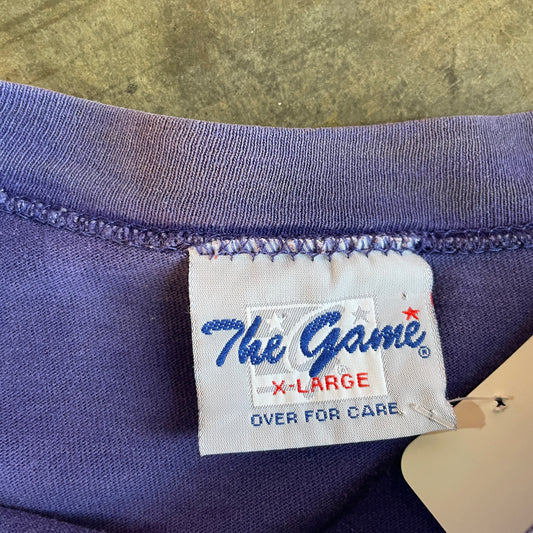 The Game®
X-LARGE
OVER FOR CARE